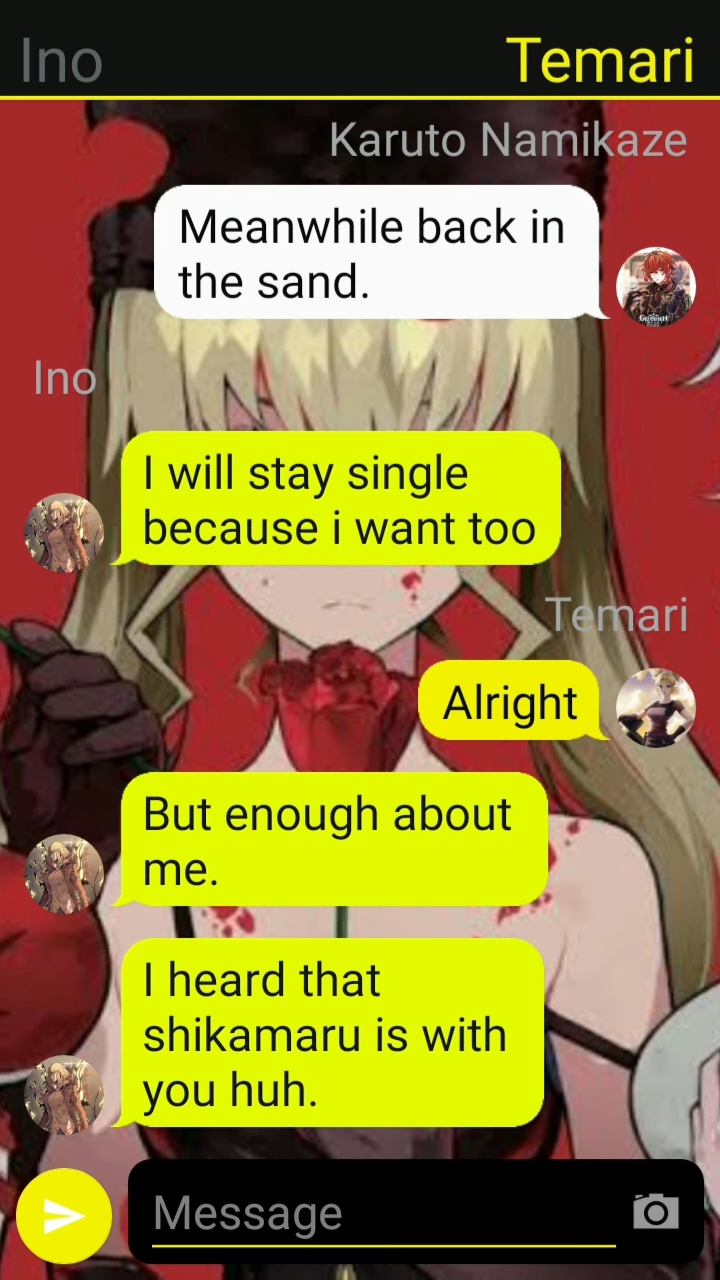 Ino
Temari
Karuto Namikaze
Meanwhile back in
the sand.
Ino
I will stay single
because i want too
Temari
Alright
But enough about
me.
I heard that
shikamaru is with
you huh.
Message